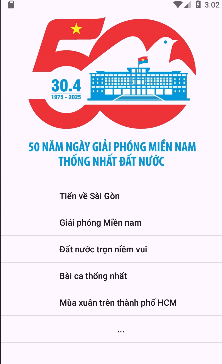 3:02
50
30.4
1975 - 2025
50 NĂM NGÀY GIẢI PHÓNG MIỀN NAM
THỐNG NHẤT ĐẤT NƯỚC
Tiến về Sài Gòn
Giải phóng Miền nam
Đất nước trọn niềm vui
Bài ca thống nhất
Mùa xuân trên thành phố HCM
...